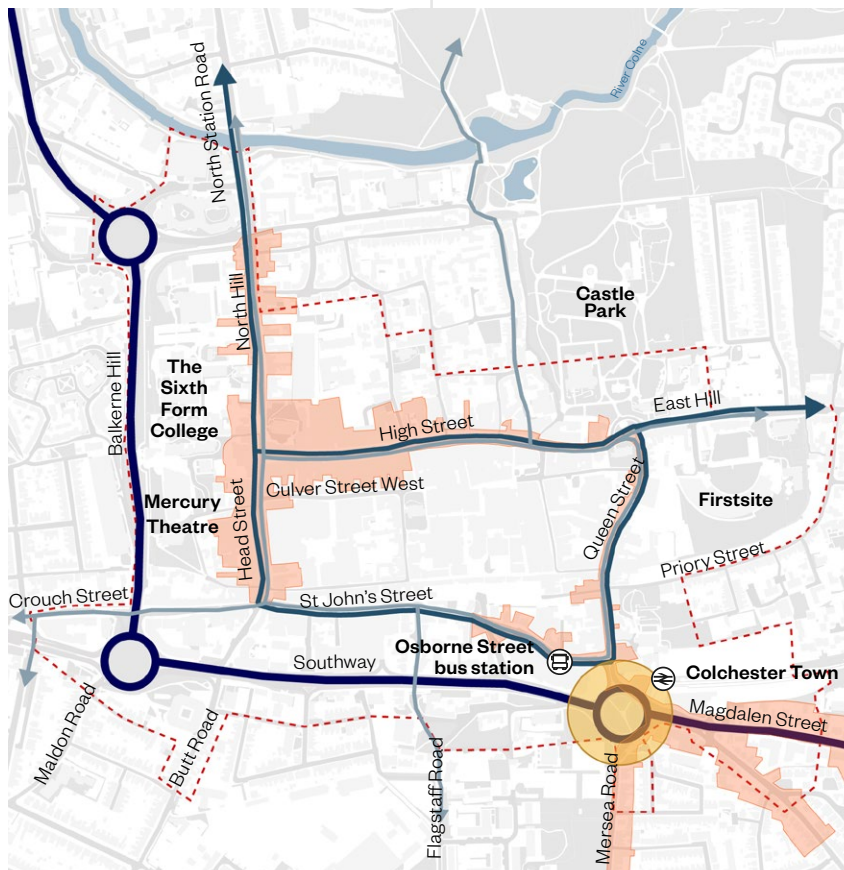 River Colne
North Station Road
North Hill
Castle
Park
The
Sixth
Form
College
Balkerne Hill
East Hill
High Street
Culver Street West
Mercury
Theatre
Head Street
Queen Street
Firstsite
Priory Street
Crouch Street
St John's Street
Osborne Street
bus station
Southway
Colchester Town
Magdalen Street
Maldon Road
Butt Road
Flagstaff Road
Mersea Road